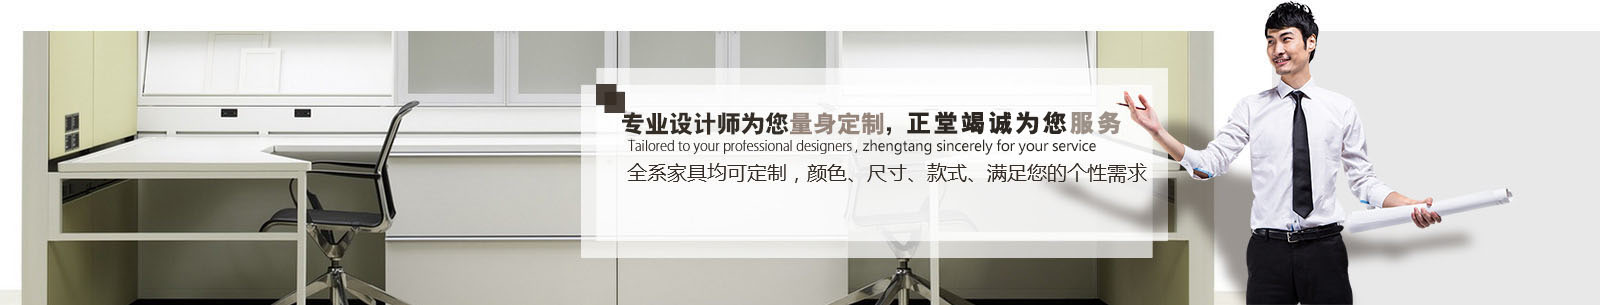 专业设计师为您量身定制，正堂竭诚为您服务
Tailored to your professional designers , zhengtang sincerely for your service
全系家具均可定制，颜色、尺寸、款式、满足您的个性需求